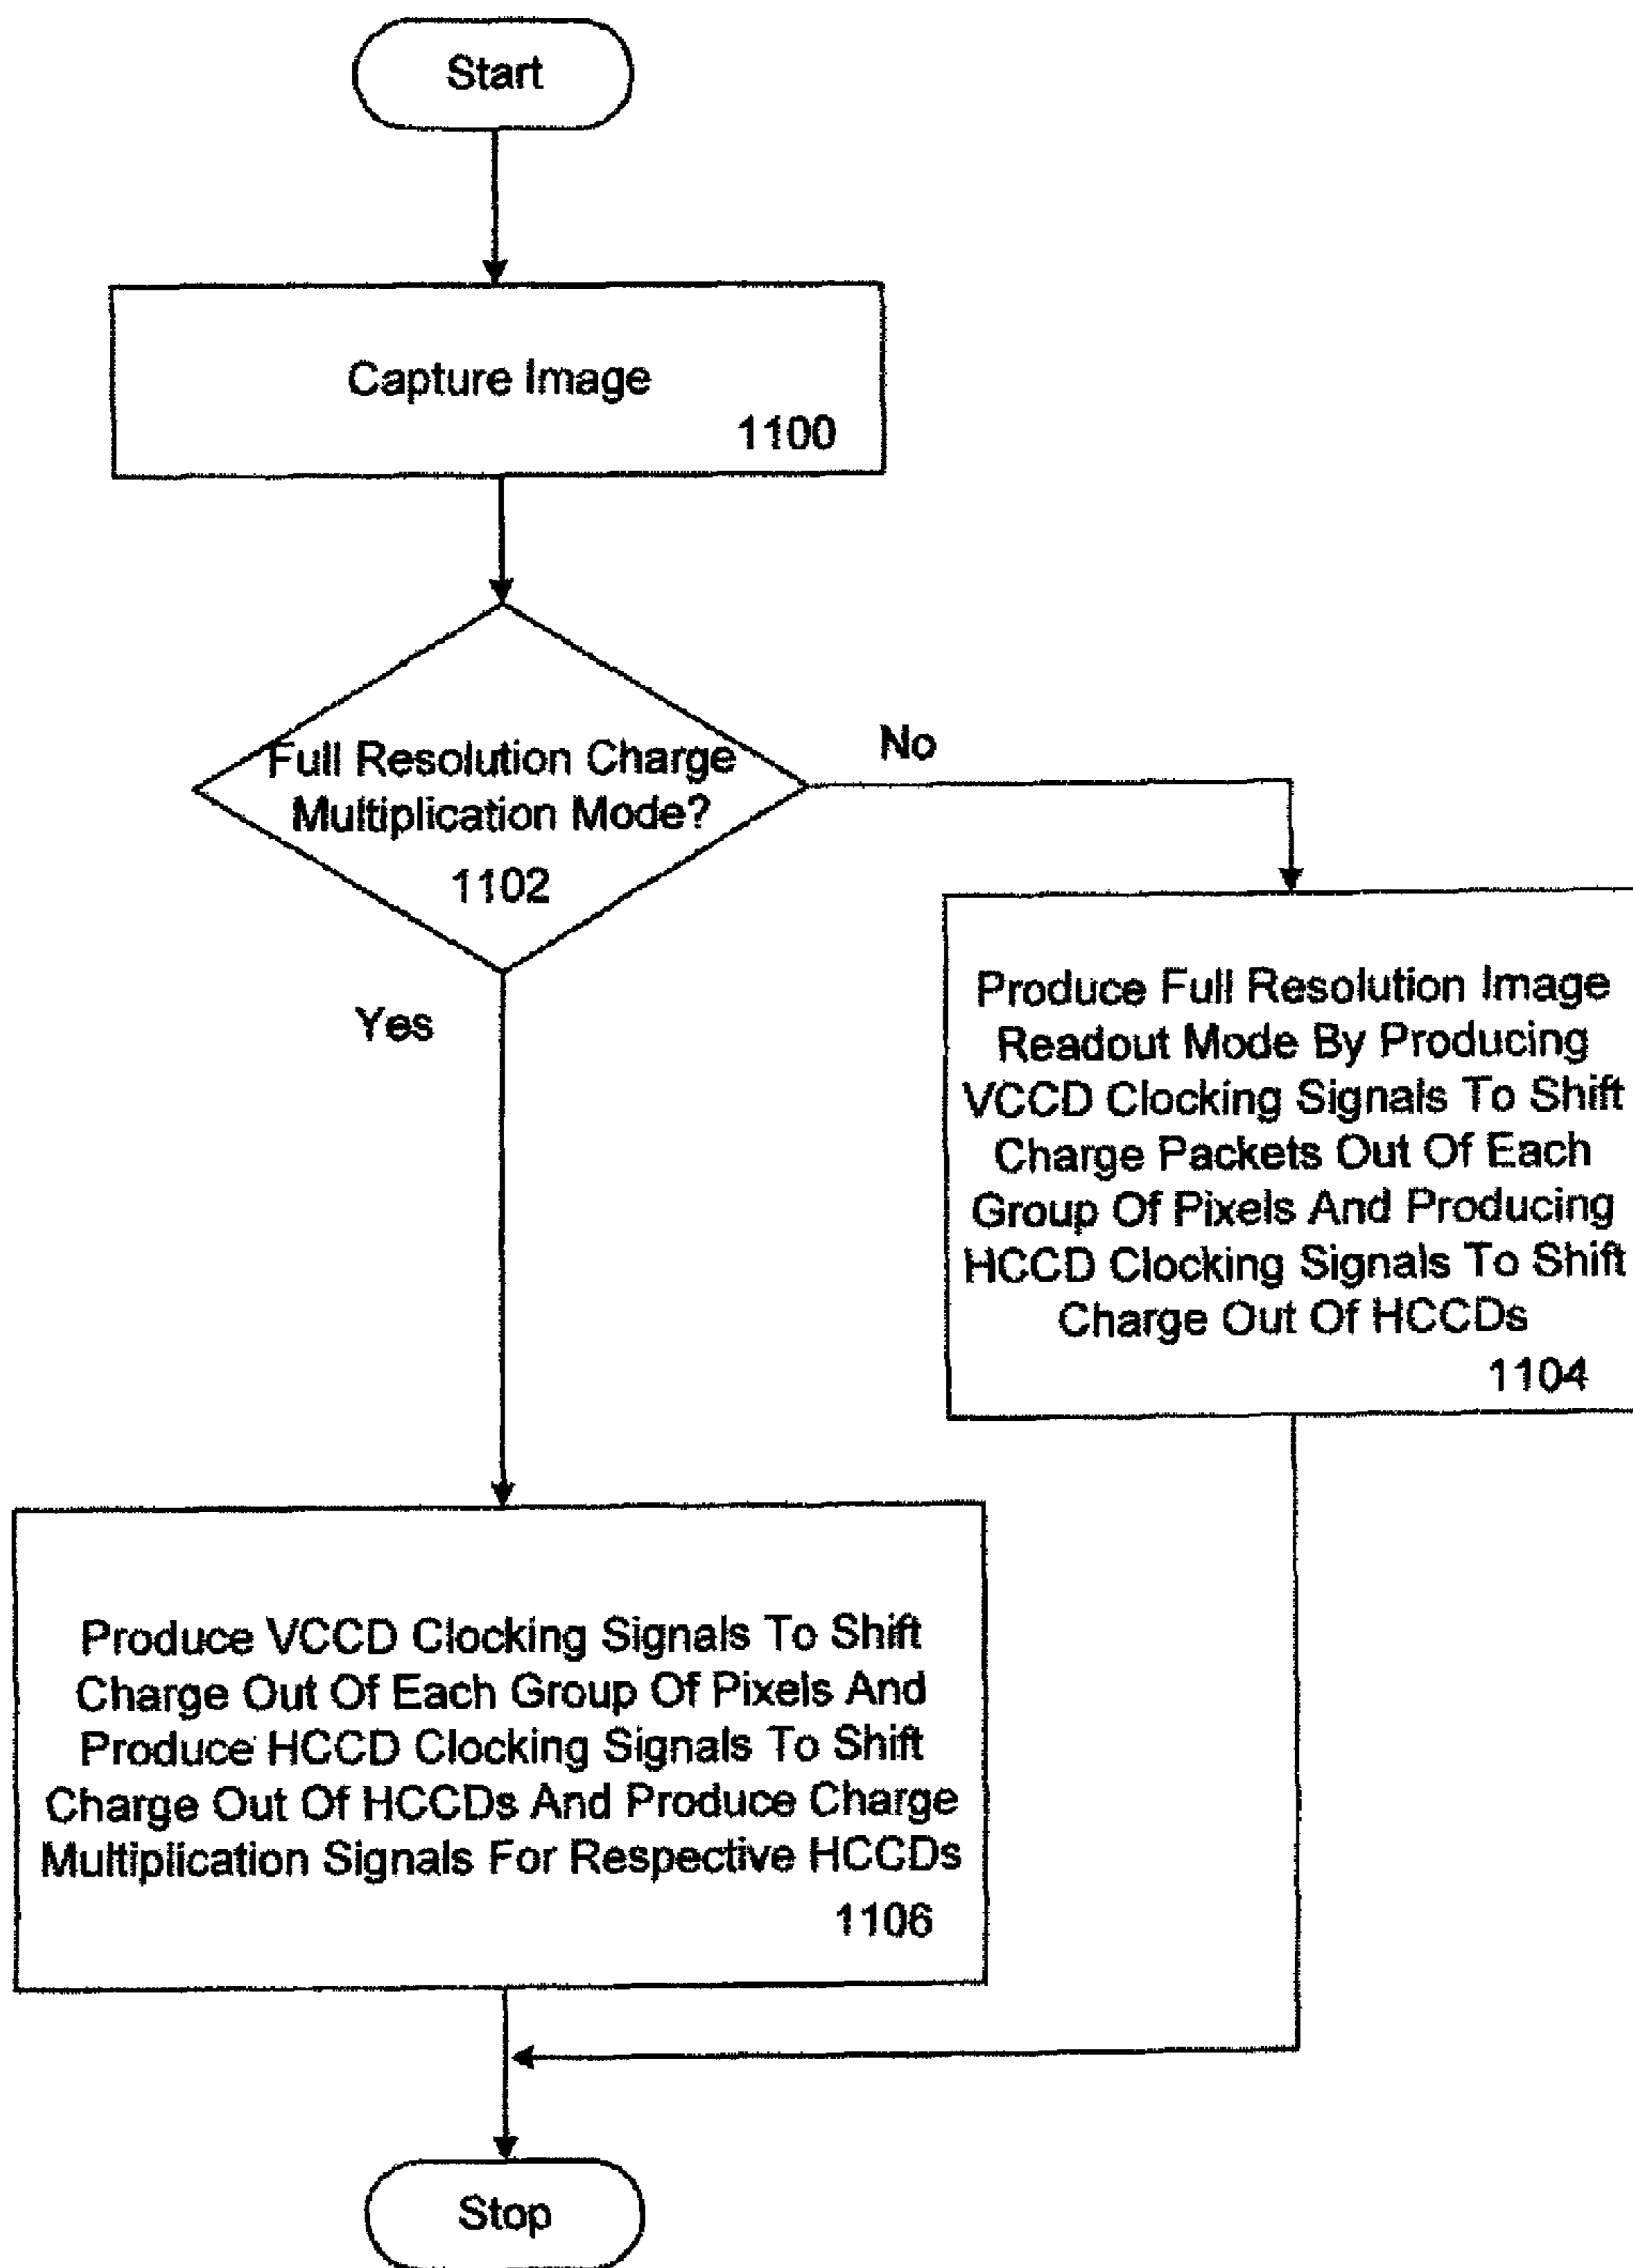 Start
Capture Image
1100
Full Resolution Charge
Multiplication Mode?
1102
No
Yes
Produce Full Resolution Image
Readout Mode By Producing
VCCD Clocking Signals To Shift
Charge Packets Out Of Each
Group Of Pixels And Producing
HCCD Clocking Signals To Shift
Charge Out Of HCCDs
1104
Produce VCCD Clocking Signals To Shift
Charge Out Of Each Group Of Pixels And
Produce HCCD Clocking Signals To Shift
Charge Out Of HCCDs And Produce Charge
Multiplication Signals For Respective HCCDs
1106
Stop